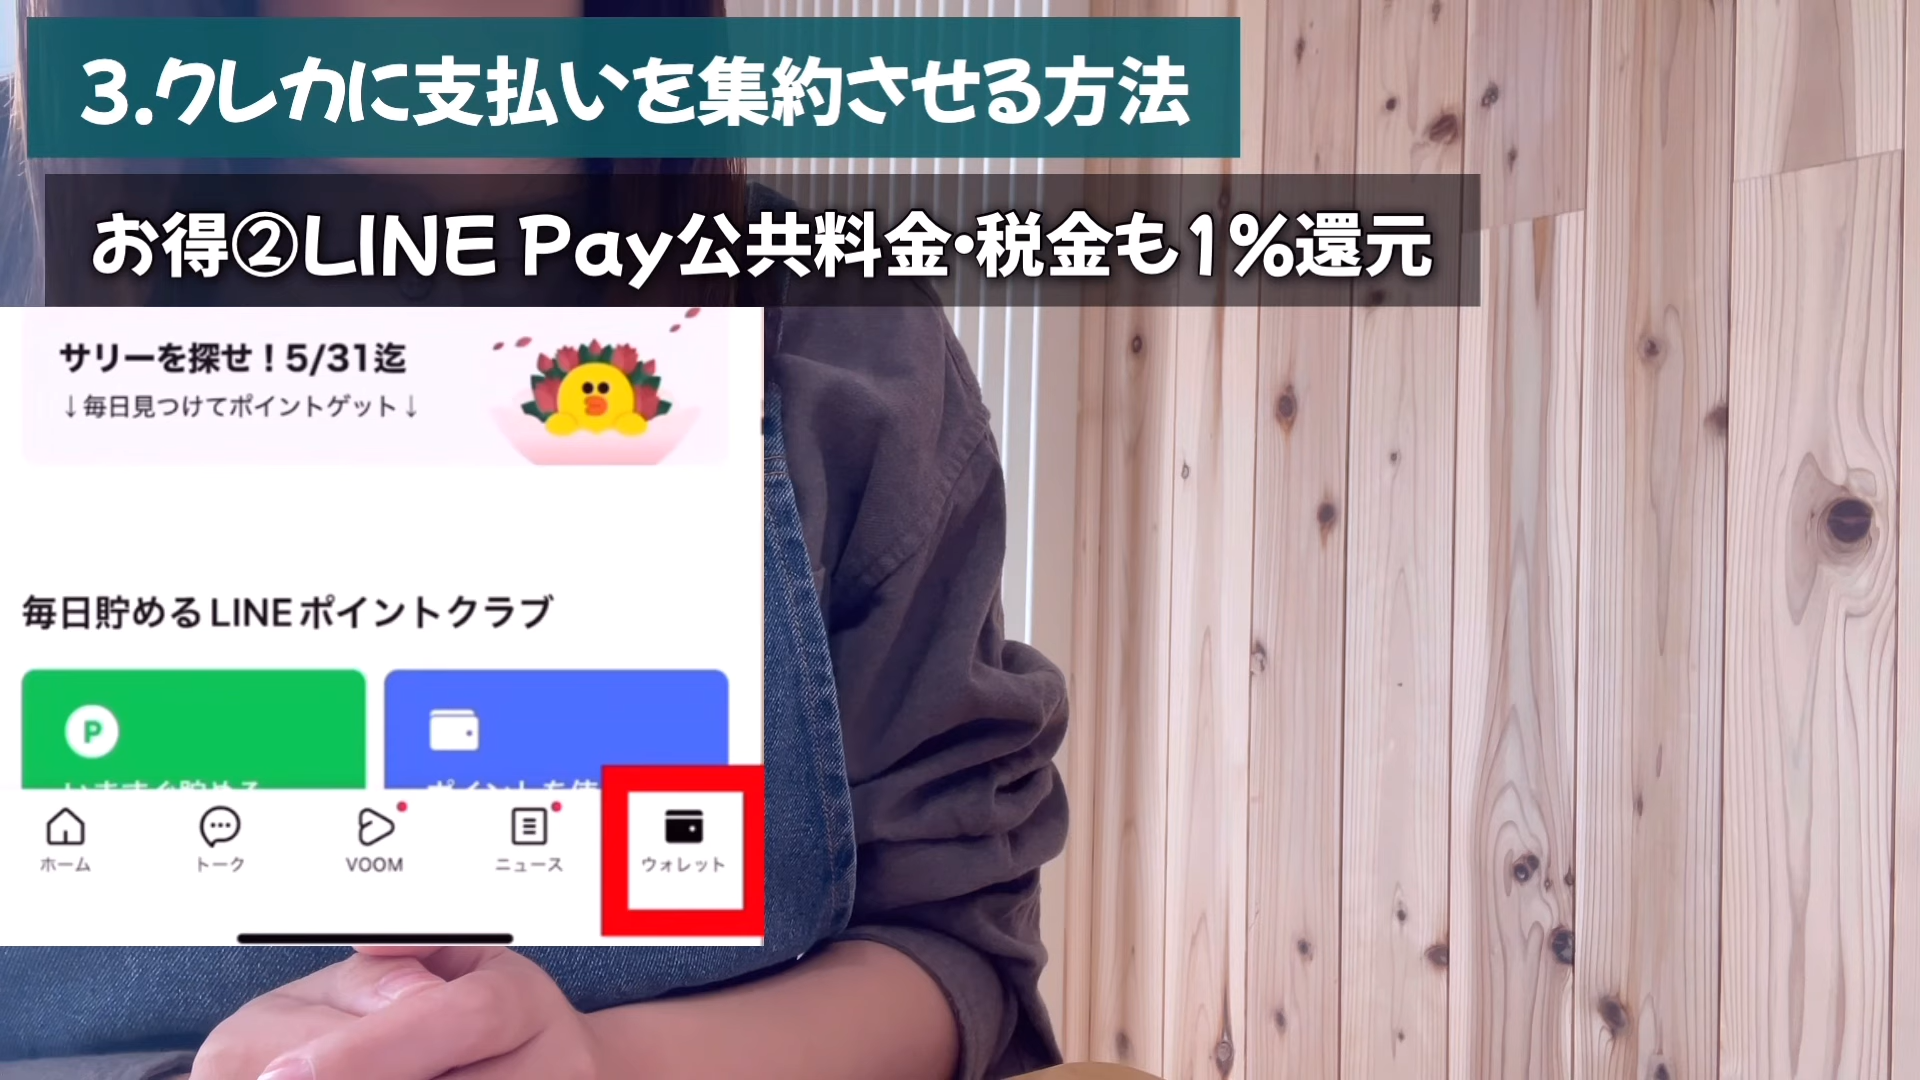 3.クレカに支払いを集約させる方法
お得②LINE Pay公共料金・税金も1%還元
サリーを探せ！5/31迄
↓毎日見つけてポイントゲット↓
毎日貯めるLINEポイントクラブ
P
ホーム
トーク
VOOM
ニュース
ウォレット